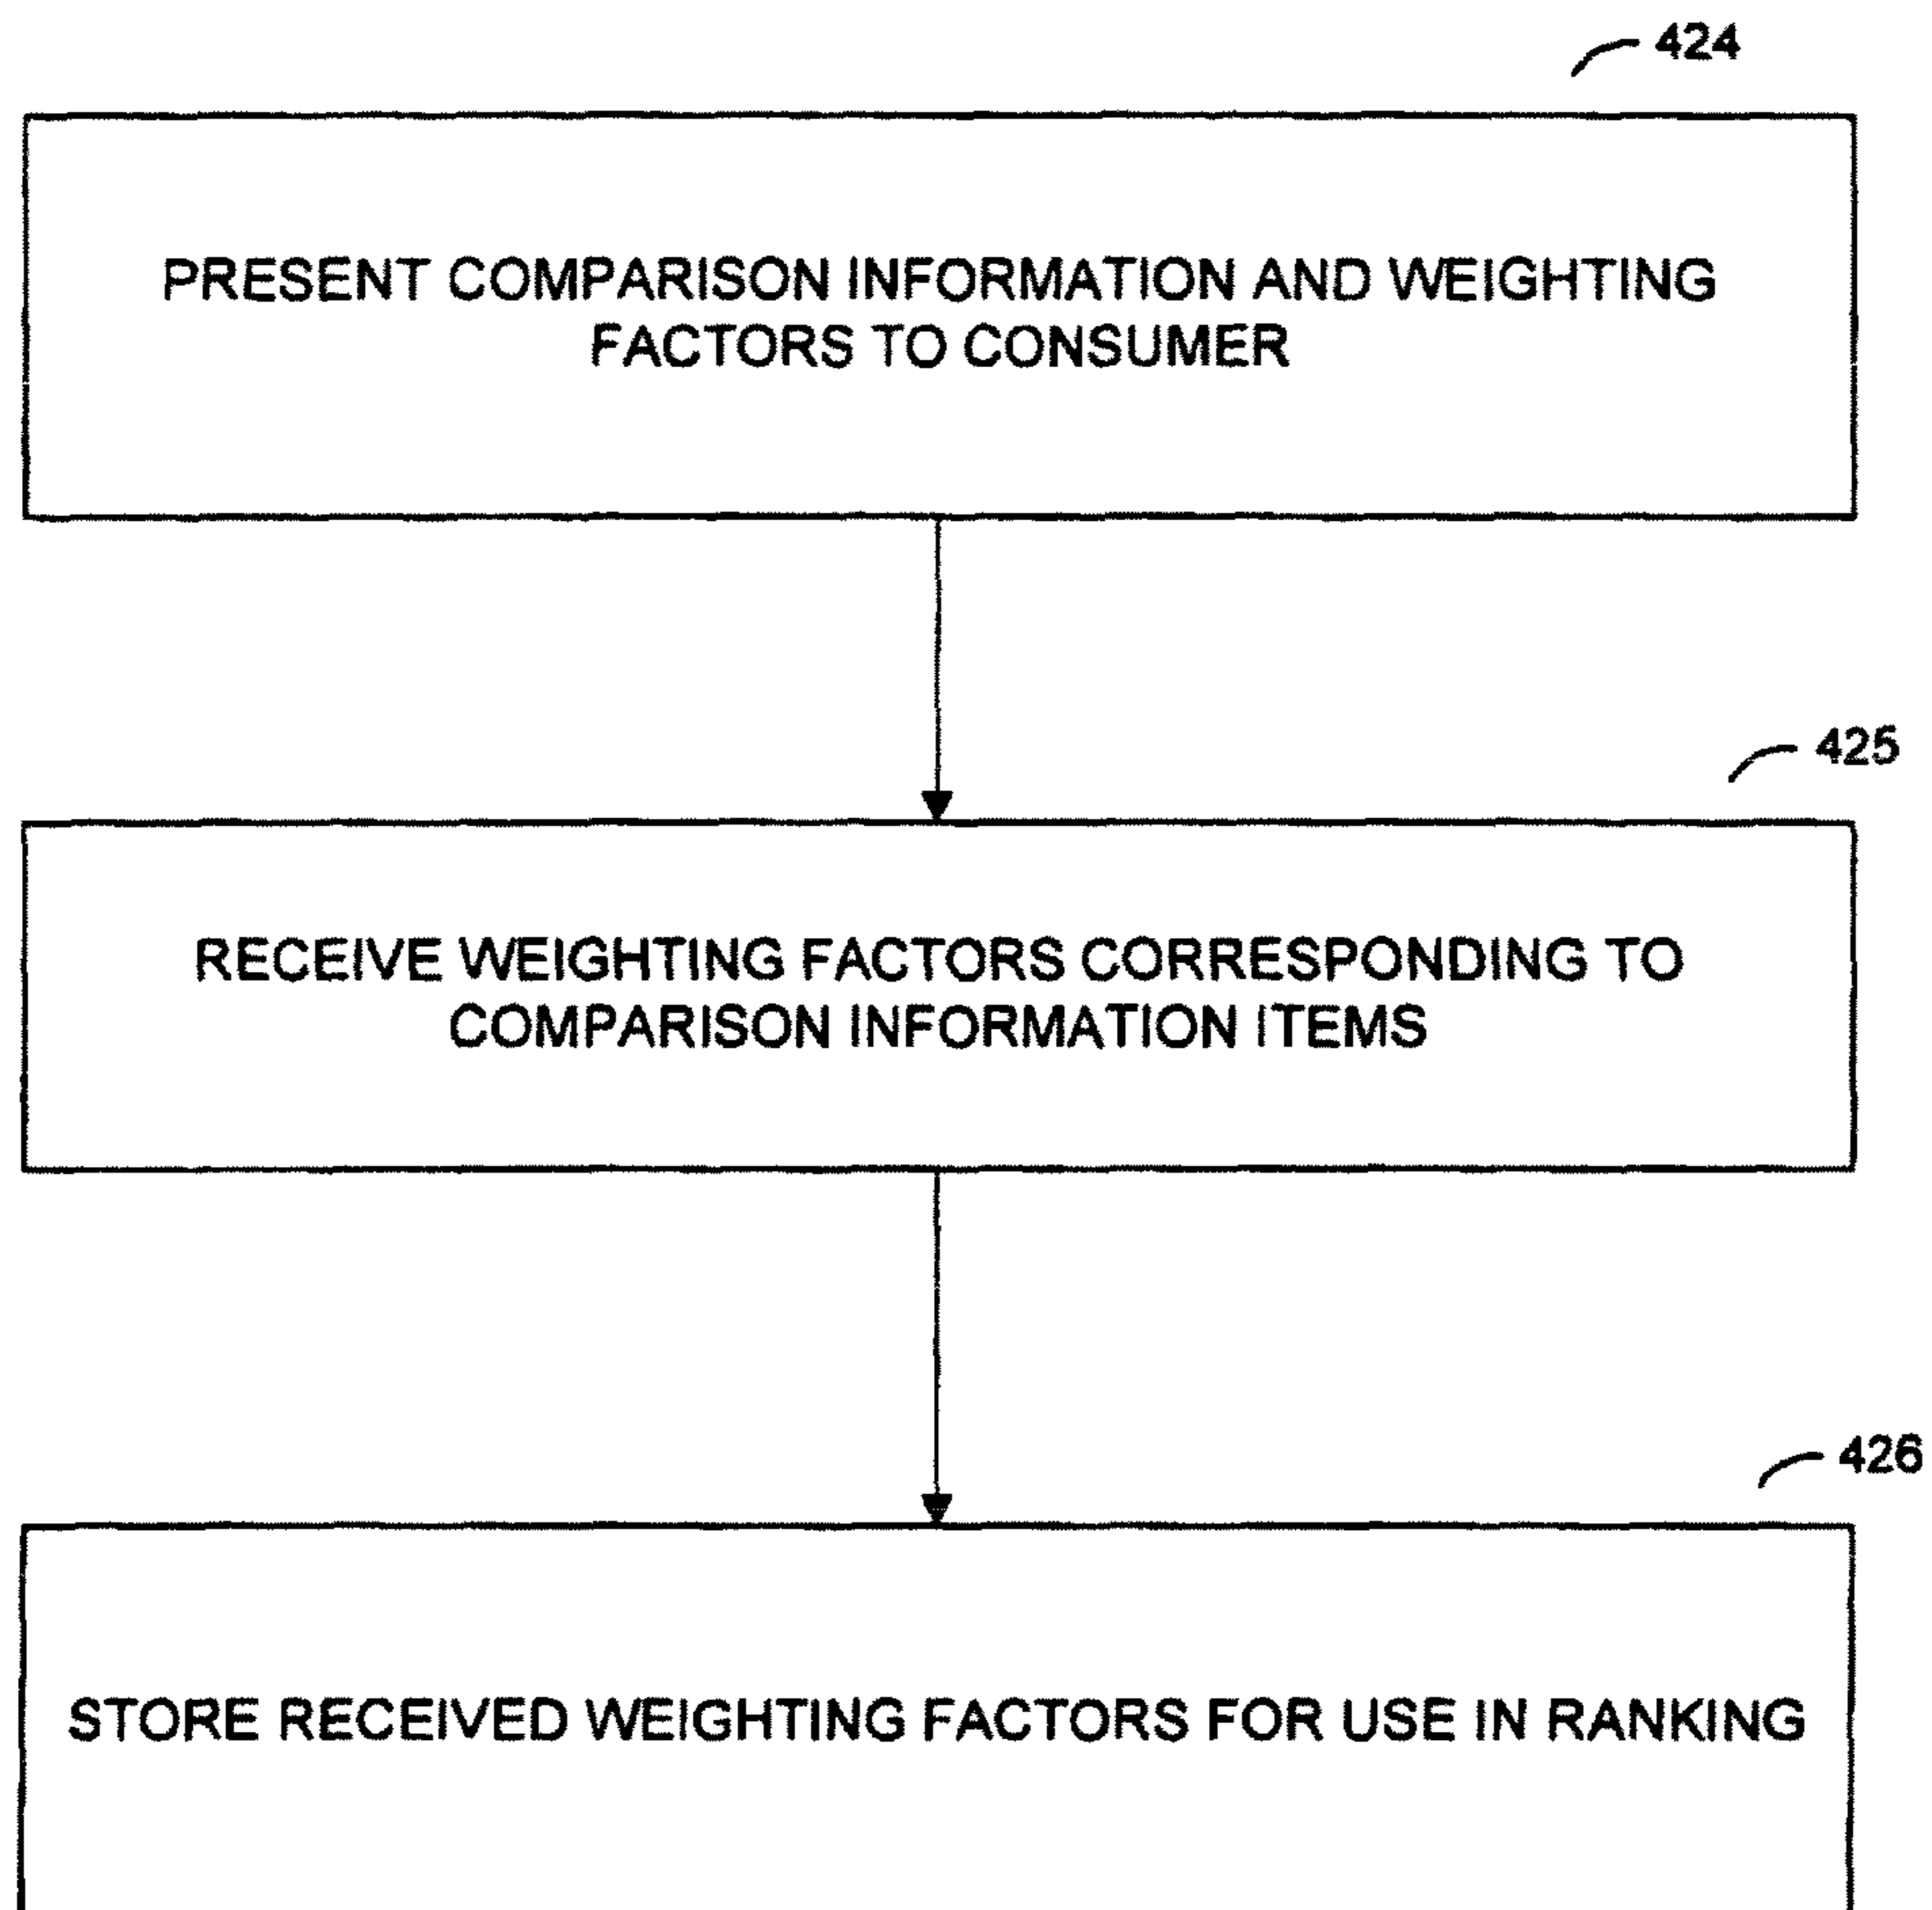 424
PRESENT COMPARISON INFORMATION AND WEIGHTING
FACTORS TO CONSUMER
425
RECEIVE WEIGHTING FACTORS CORRESPONDING TO
COMPARISON INFORMATION ITEMS
426
STORE RECEIVED WEIGHTING FACTORS FOR USE IN RANKING